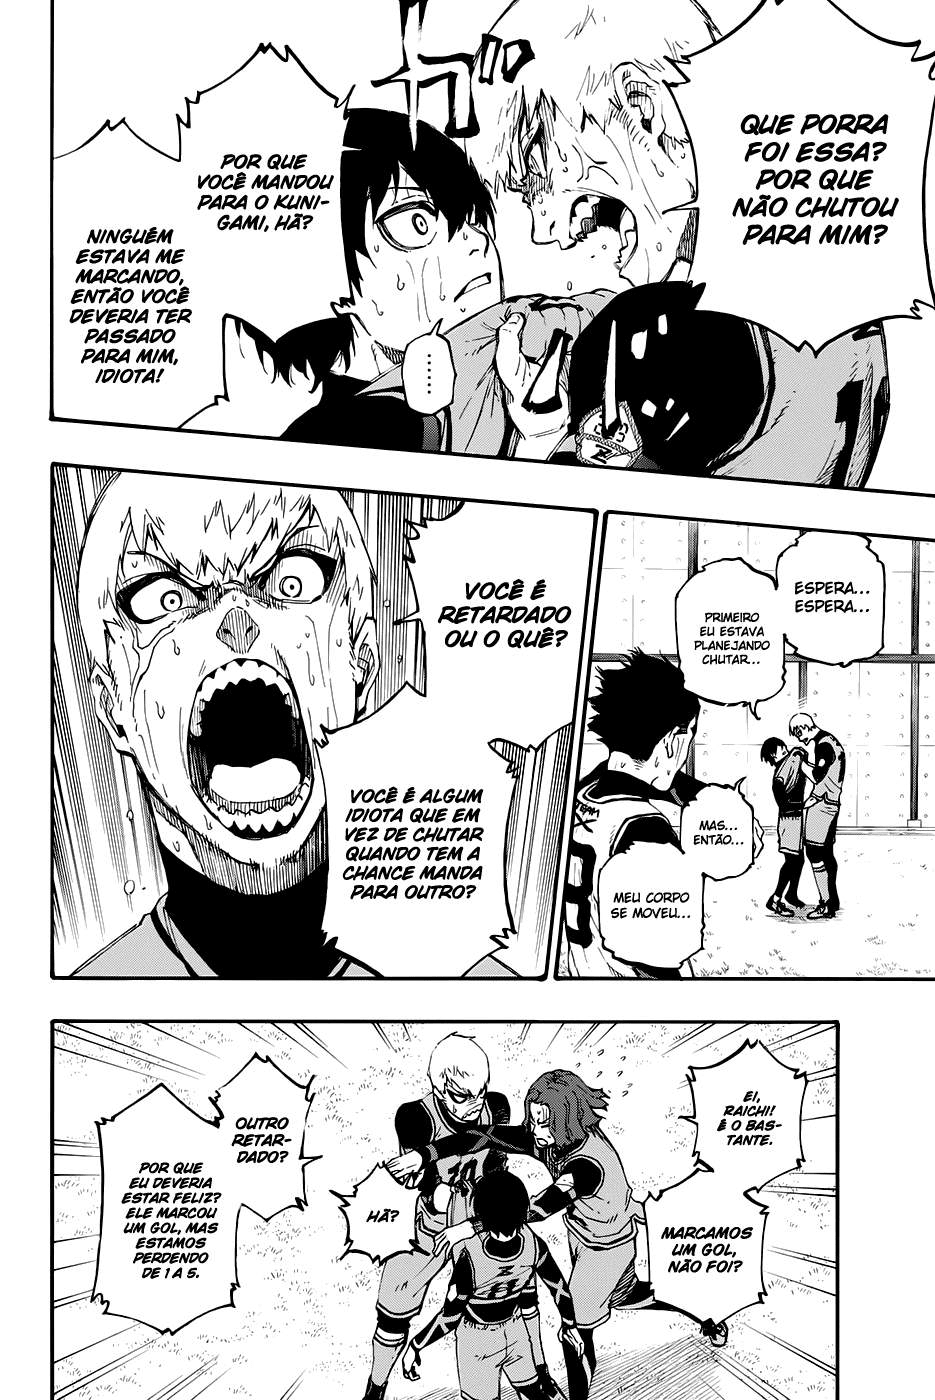 ガッ
QUE PORRA
FOI ESSA?
POR QUE
NÃO CHUTOU
PARA MIM?
POR QUE
VOCÊ MANDOU
PARA O KUNI-
GAMI, HÃ?
NINGUÉM
ESTAVA ME
MARCANDO,
ENTÃO VOCÊ
DEVERIA TER
PASSADO
PARA MIM,
IDIOTA!
......
Z
ESPERA...
ESPERA...
PRIMEIRO
EU ESTAVA
PLANEJANDO
CHUTAR...
MAS...
ENTÃO...
MEU CORPO
SE MOVEU...
TEAM
VOCÊ É
RETARDADO
OU O QUÊ?
VOCÊ É ALGUM
IDIOTA QUE EM
VEZ DE CHUTAR
QUANDO TEM A
CHANCE MANDA
PARA OUTRO?
EI,
RAICHI!
É O BAS-
TANTE.
MARCAMOS
UM GOL,
NÃO FOI?
HÃ?
OUTRO
RETAR-
DADO?
POR QUE
EU DEVERIA
ESTAR FELIZ?
ELE MARCOU
UM GOL, MAS
ESTAMOS
PERDENDO
DE 1 A 5.